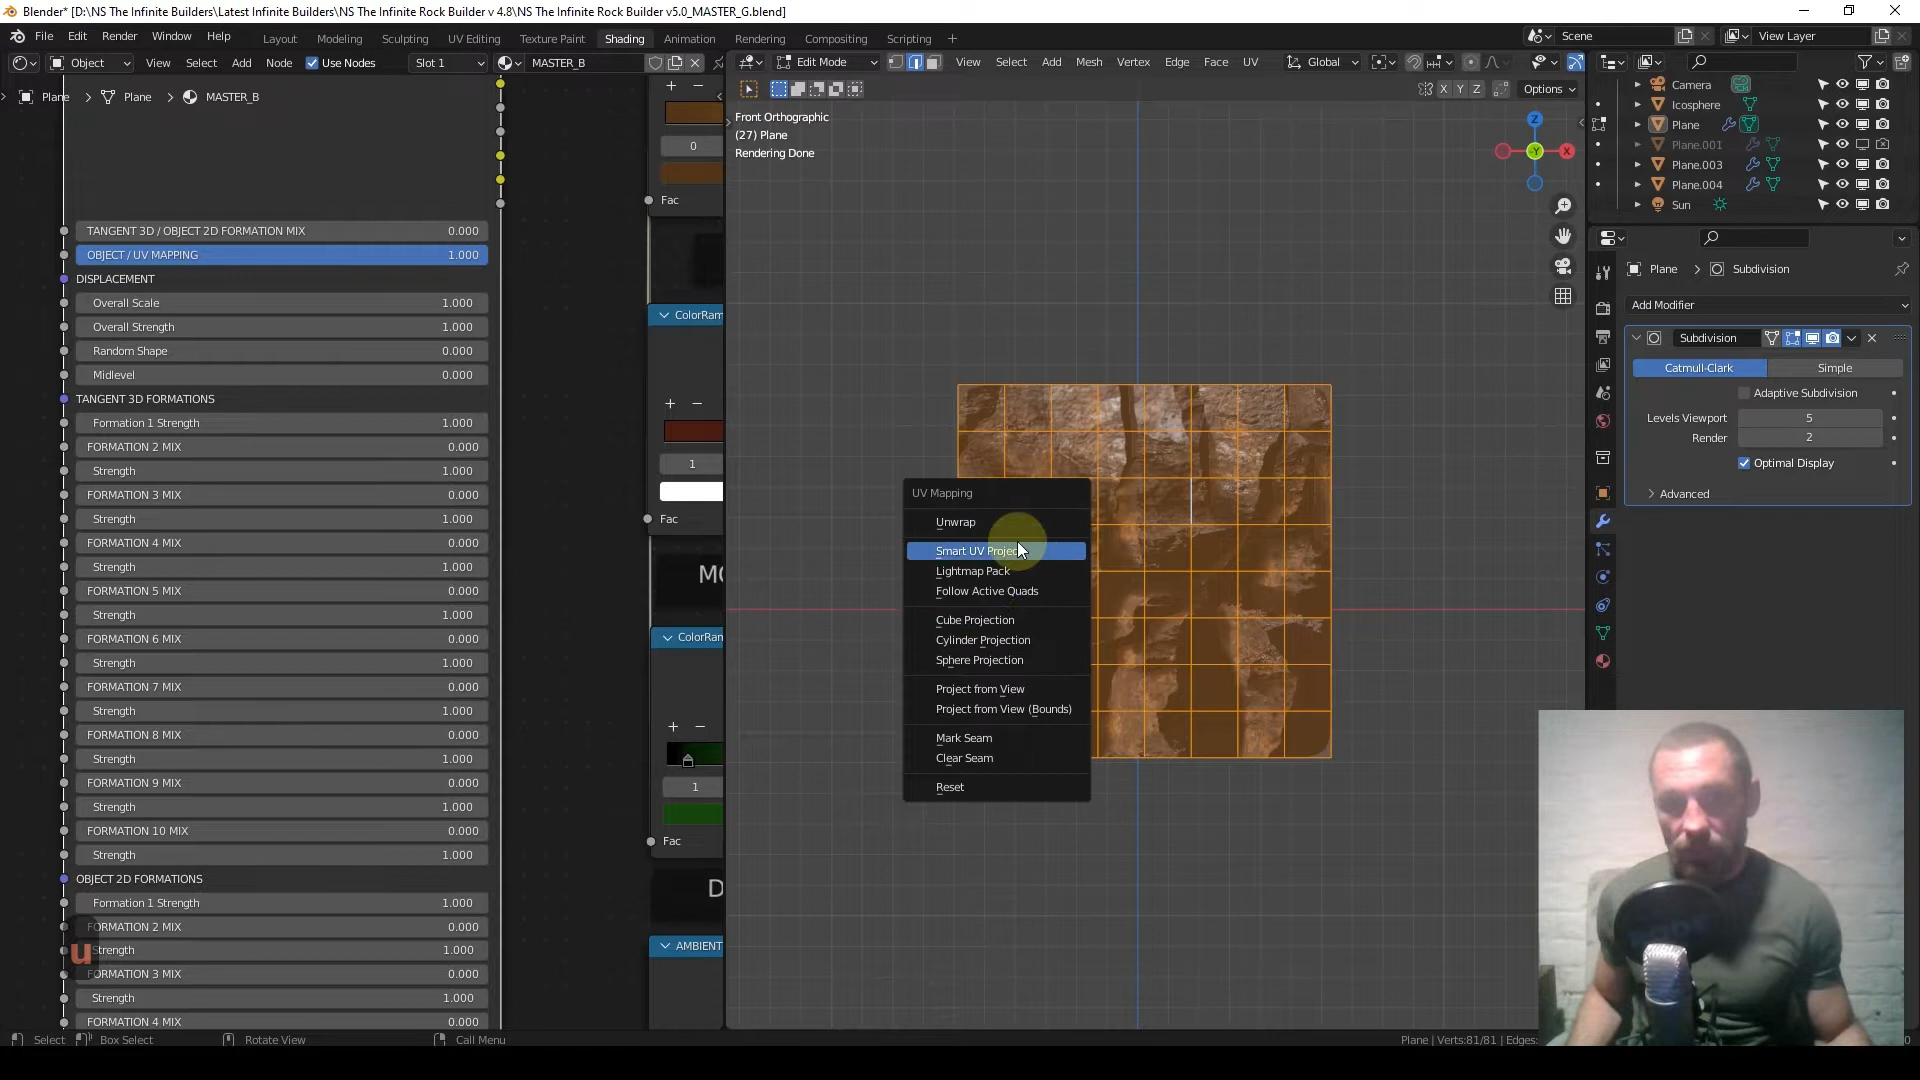 Blender* [D:\NS The Infinite Builders\Latest Infinite Builders\NS The Infinite Rock Builder v 4.8\NS The Infinite Rock Builder v5.0_MASTER_G.blend]
File Edit Render Window Help Layout Modeling Sculpting UV Editing Texture Paint Shading Animation Rendering Compositing Scripting + Scene View Layer
Object View Select Add Node Use Nodes Slot 1 MASTER_B
Edit Mode View Select Add Mesh Vertex Edge Face UV Global
X Y Z Options
Plane > Plane > MASTER_B
Front Orthographic
(27) Plane
Rendering Done
Z
-Y X
TANGENT 3D / OBJECT 2D FORMATION MIX 0.000
OBJECT / UV MAPPING 1.000
DISPLACEMENT
Overall Scale 1.000
Overall Strength 1.000
Random Shape 0.000
Midlevel 0.000
TANGENT 3D FORMATIONS
Formation 1 Strength 1.000
FORMATION 2 MIX 0.000
Strength 1.000
FORMATION 3 MIX 0.000
Strength 1.000
FORMATION 4 MIX 0.000
Strength 1.000
FORMATION 5 MIX 0.000
Strength 1.000
FORMATION 6 MIX 0.000
Strength 1.000
FORMATION 7 MIX 0.000
Strength 1.000
FORMATION 8 MIX 0.000
Strength 1.000
FORMATION 9 MIX 0.000
Strength 1.000
FORMATION 10 MIX 0.000
Strength 1.000
OBJECT 2D FORMATIONS
Formation 1 Strength 1.000
FORMATION 2 MIX 0.000
Strength 1.000
FORMATION 3 MIX 0.000
Strength 1.000
FORMATION 4 MIX 0.000
u
0
Fac
ColorRam
1
Fac
MO
ColorRan
1
Fac
D
AMBIENT
UV Mapping
Unwrap
Smart UV Projec
Lightmap Pack
Follow Active Quads
Cube Projection
Cylinder Projection
Sphere Projection
Project from View
Project from View (Bounds)
Mark Seam
Clear Seam
Reset
Camera
Icosphere
Plane
Plane.001
Plane.003
Plane.004
Sun
Plane > Subdivision
Add Modifier
Subdivision
Catmull-Clark Simple
Adaptive Subdivision
Levels Viewport 5
Render 2
Optimal Display
Advanced
Select Box Select Rotate View Call Menu Plane | Verts:81/81 | Edges: